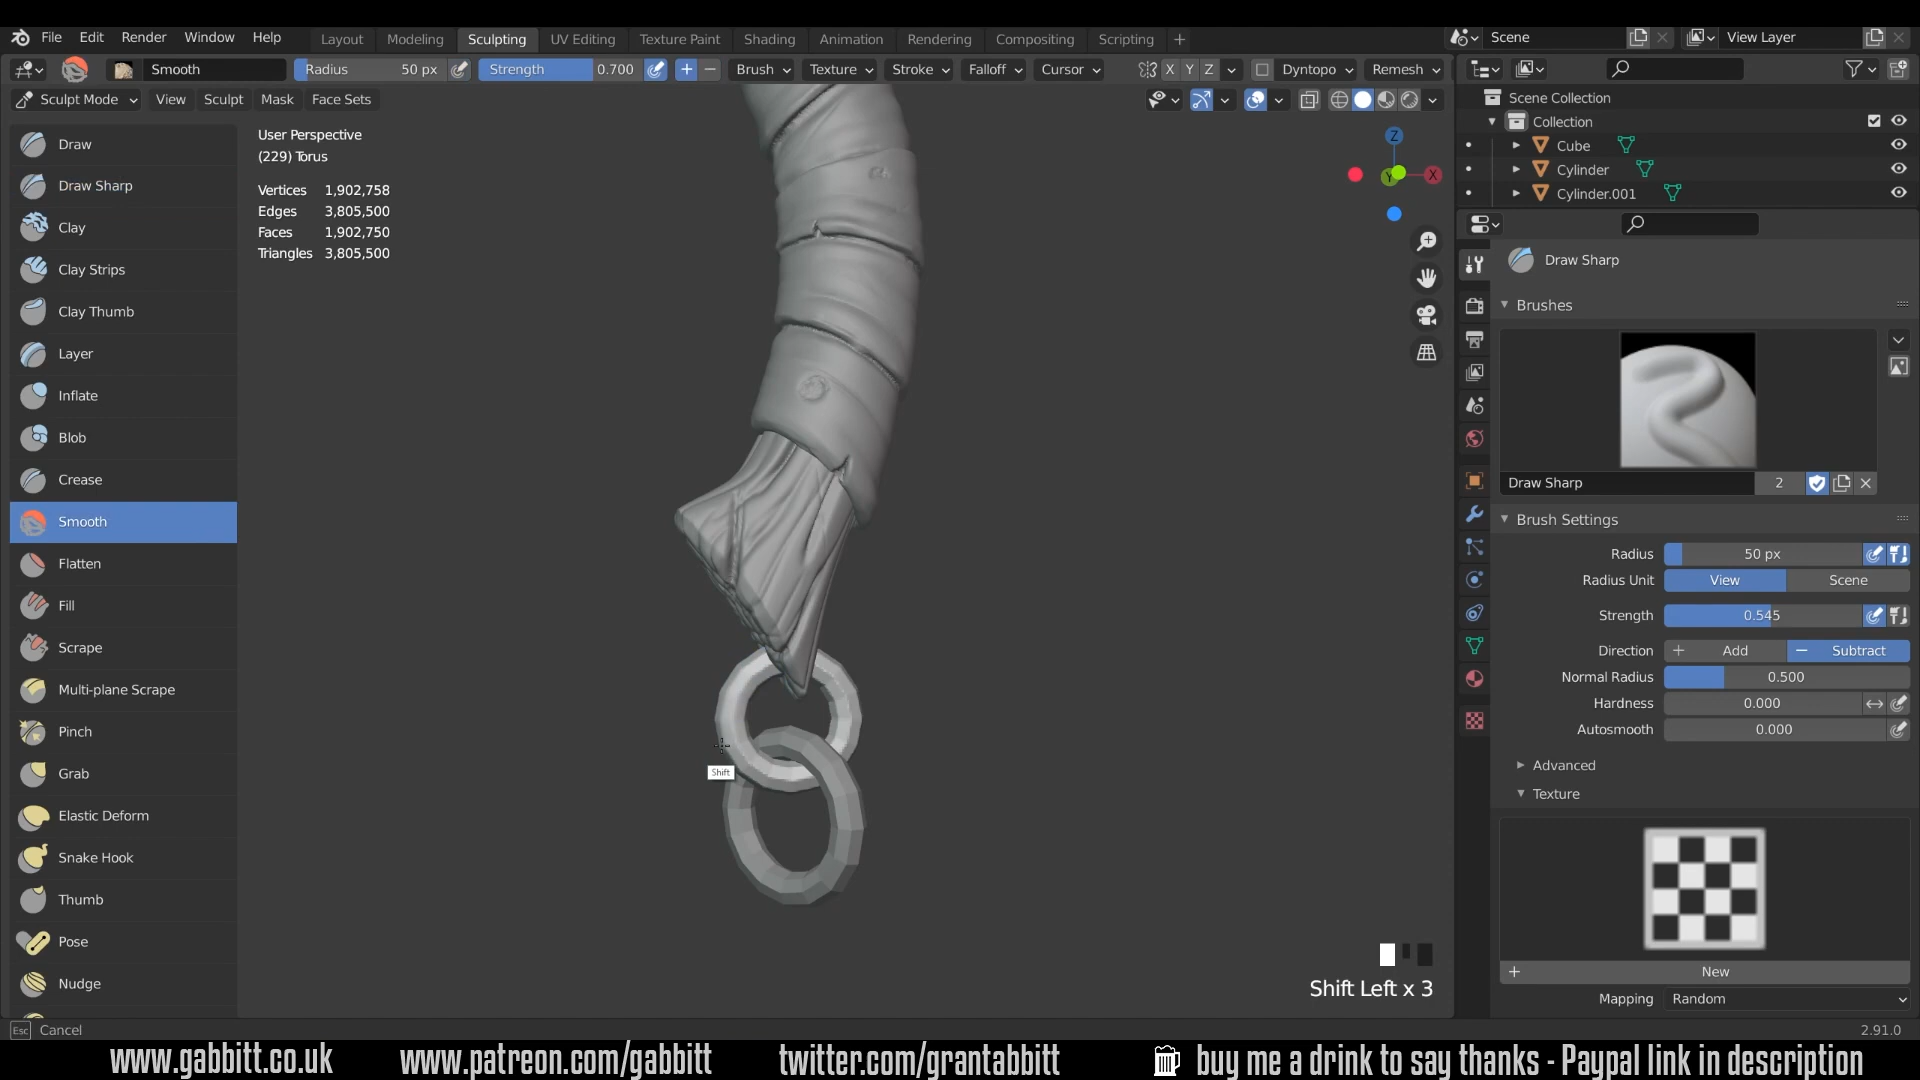 File Edit Render Window Help Layout Modeling Sculpting UV Editing Texture Paint Shading Animation Rendering Compositing Scripting Scene View Layer
Smooth Radius 50 px Strength 0.700 Brush Texture Stroke Falloff Cursor X Y Z Dyntopo Remesh
Sculpt Mode View Sculpt Mask Face Sets
Draw
Draw Sharp
Clay
Clay Strips
Clay Thumb
Layer
Inflate
Blob
Crease
Smooth
Flatten
Fill
Scrape
Multi-plane Scrape
Pinch
Grab
Elastic Deform
Snake Hook
Thumb
Pose
Nudge
User Perspective
(229) Torus
Vertices 1,902,758
Edges 3,805,500
Faces 1,902,750
Triangles 3,805,500
Z
Y
X
Shift
Shift Left x 3
Scene Collection
Collection
Cube
Cylinder
Cylinder.001
Draw Sharp
Brushes
Draw Sharp 2
Brush Settings
Radius 50 px
Radius Unit View Scene
Strength 0.545
Direction + Add − Subtract
Normal Radius 0.500
Hardness 0.000
Autosmooth 0.000
Advanced
Texture
+ New
Mapping Random
Esc Cancel 2.91.0
www.gabbitt.co.uk www.patreon.com/gabbitt twitter.com/grantabbitt buy me a drink to say thanks - Paypal link in description